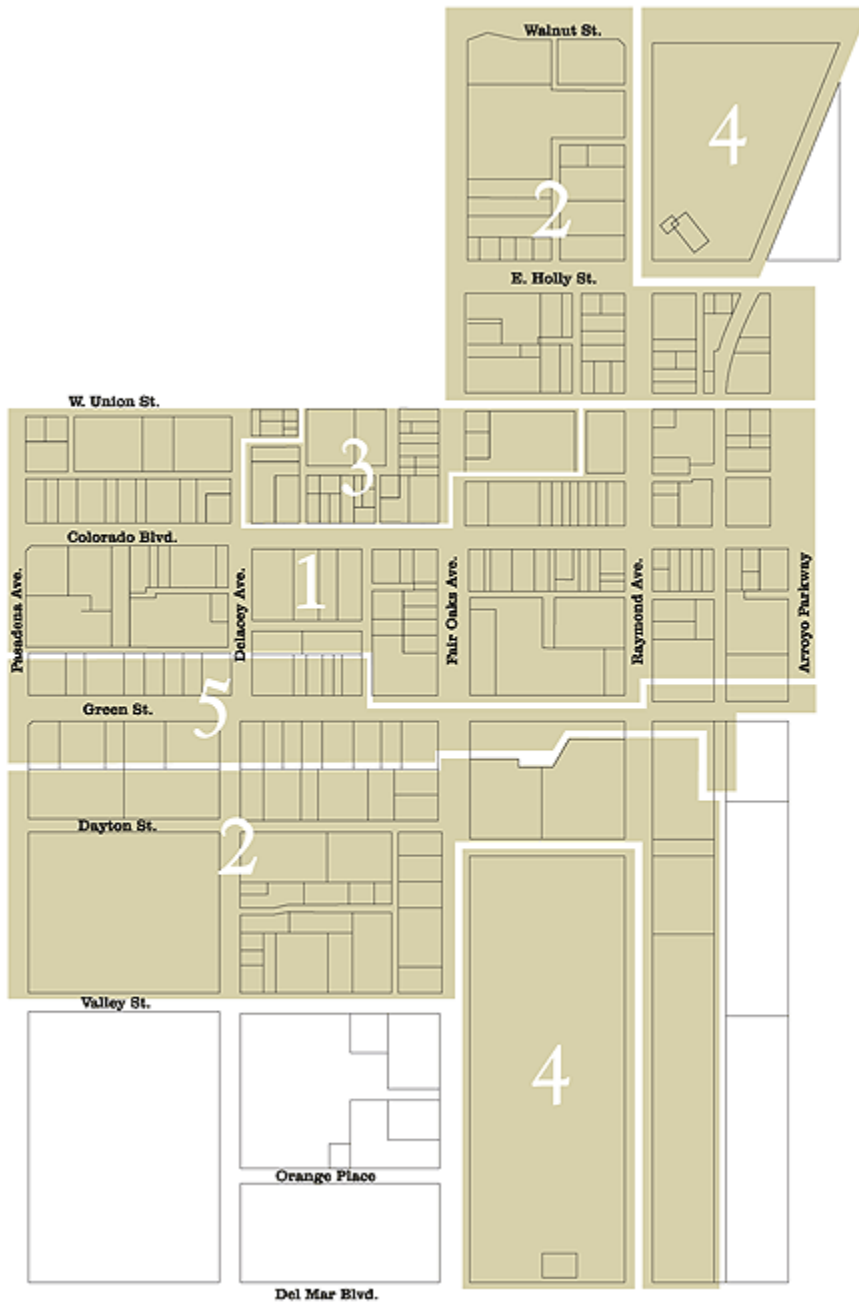 Walnut St.
4
2
E. Holly St.
W. Union St.
3
Colorado Blvd.
Pasadena Ave.
Delacey Ave.
1
Fair Oaks Ave.
Raymond Ave.
Arroyo Parkway
5
Green St.
Dayton St.
2
Valley St.
4
Orange Place
Del Mar Blvd.